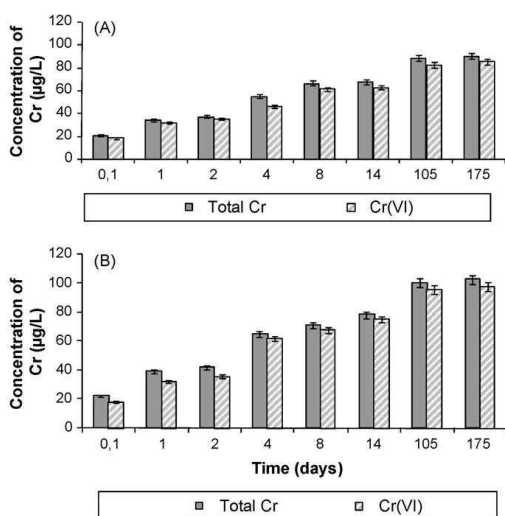 (A)
Concentration of
Cr (µg/L)
120
100
80
60
40
20
0
0,1 1 2 4 8 14 105 175
Total Cr Cr(VI)
(B)
Concentration of
Cr (µg/L)
120
100
80
60
40
20
0
0,1 1 2 4 8 14 105 175
Time (days)
Total Cr Cr(VI)